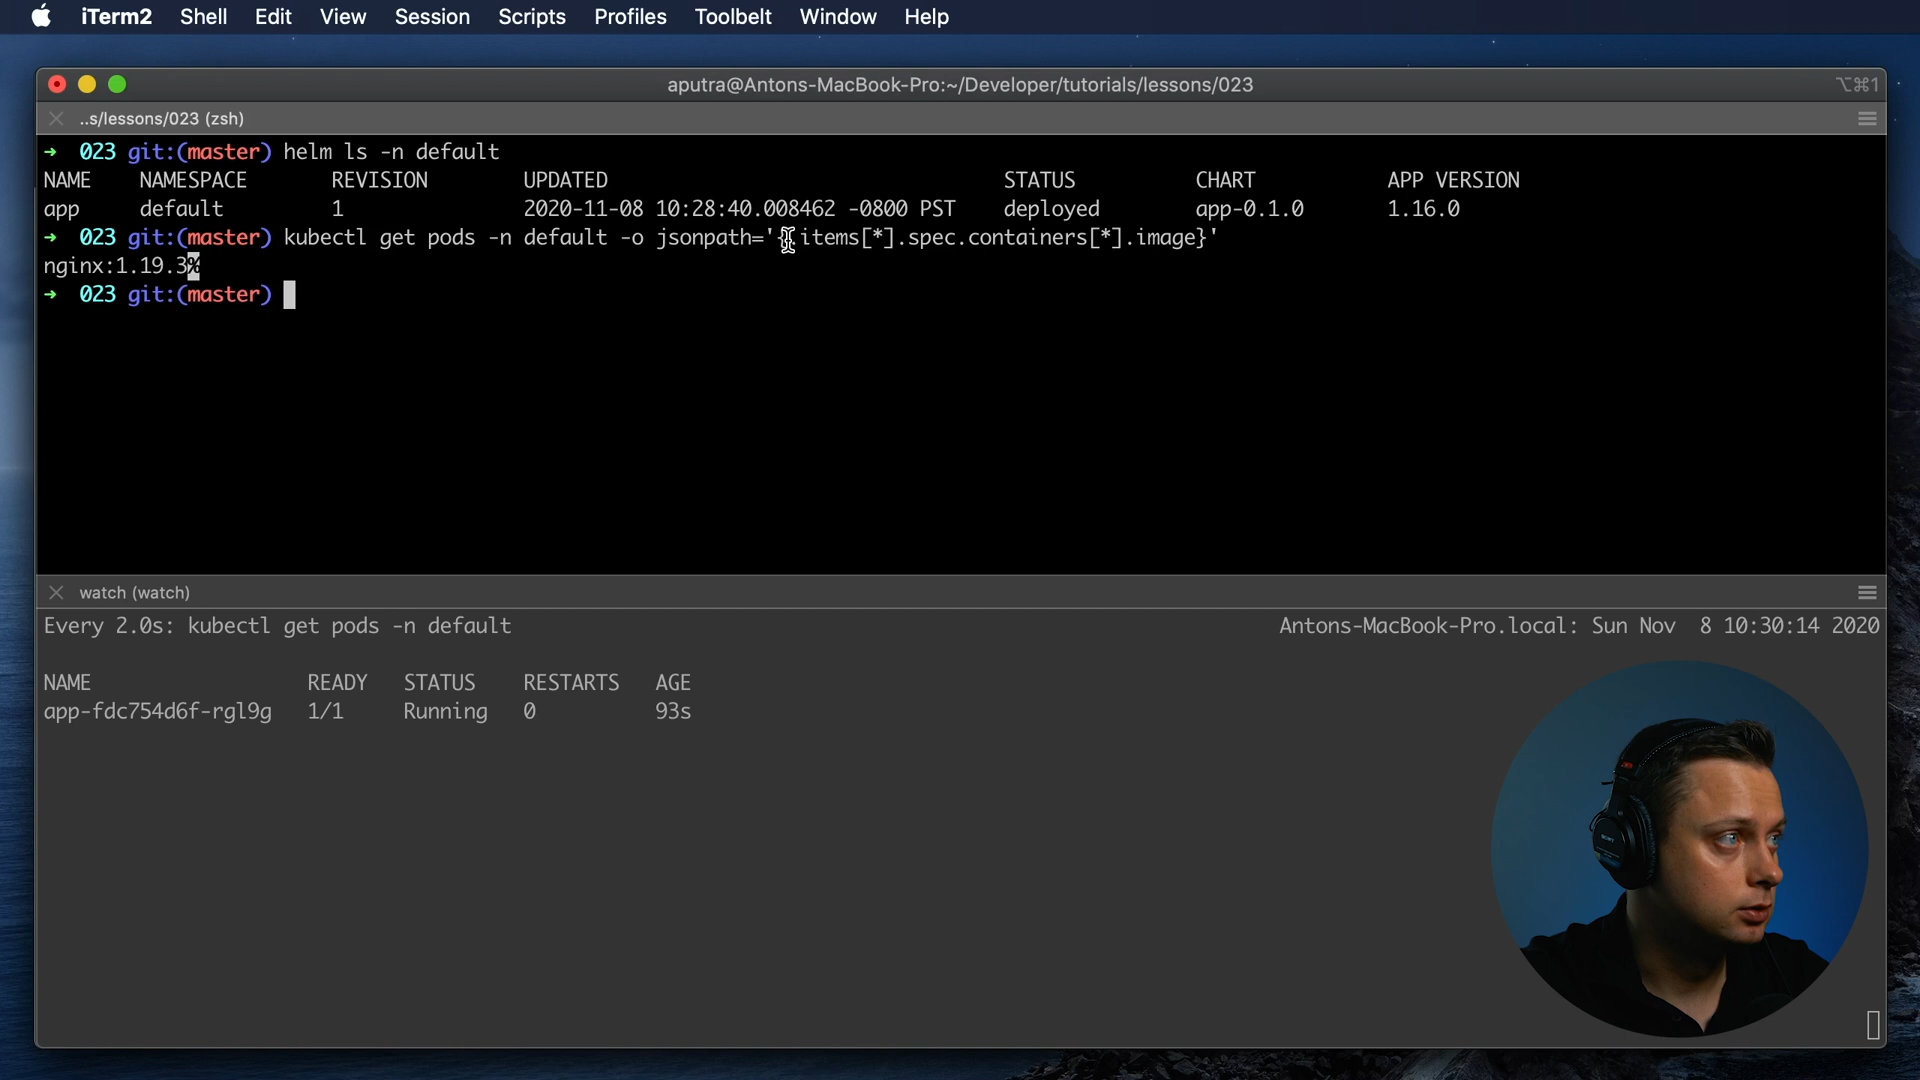 iTerm2 Shell Edit View Session Scripts Profiles Toolbelt Window Help
aputra@Antons-MacBook-Pro:~/Developer/tutorials/lessons/023 ⌥⌘1
..s/lessons/023 (zsh)
→ 023 git:(master) helm ls -n default
NAME NAMESPACE REVISION UPDATED STATUS CHART APP VERSION
app default 1 2020-11-08 10:28:40.008462 -0800 PST deployed app-0.1.0 1.16.0
→ 023 git:(master) kubectl get pods -n default -o jsonpath='{.items[*].spec.containers[*].image}'
nginx:1.19.3%
→ 023 git:(master)
watch (watch)
Every 2.0s: kubectl get pods -n default Antons-MacBook-Pro.local: Sun Nov 8 10:30:14 2020
NAME READY STATUS RESTARTS AGE
app-fdc754d6f-rgl9g 1/1 Running 0 93s
SONY